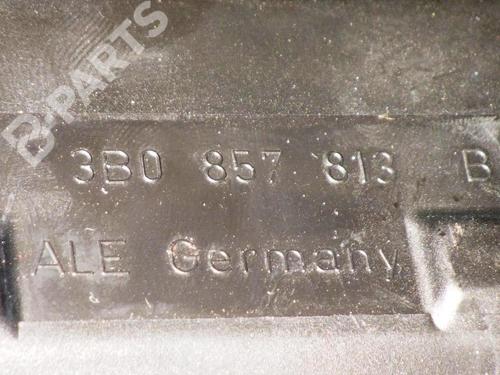 B-PARTS
3B0 857 813 B
ALE Germany